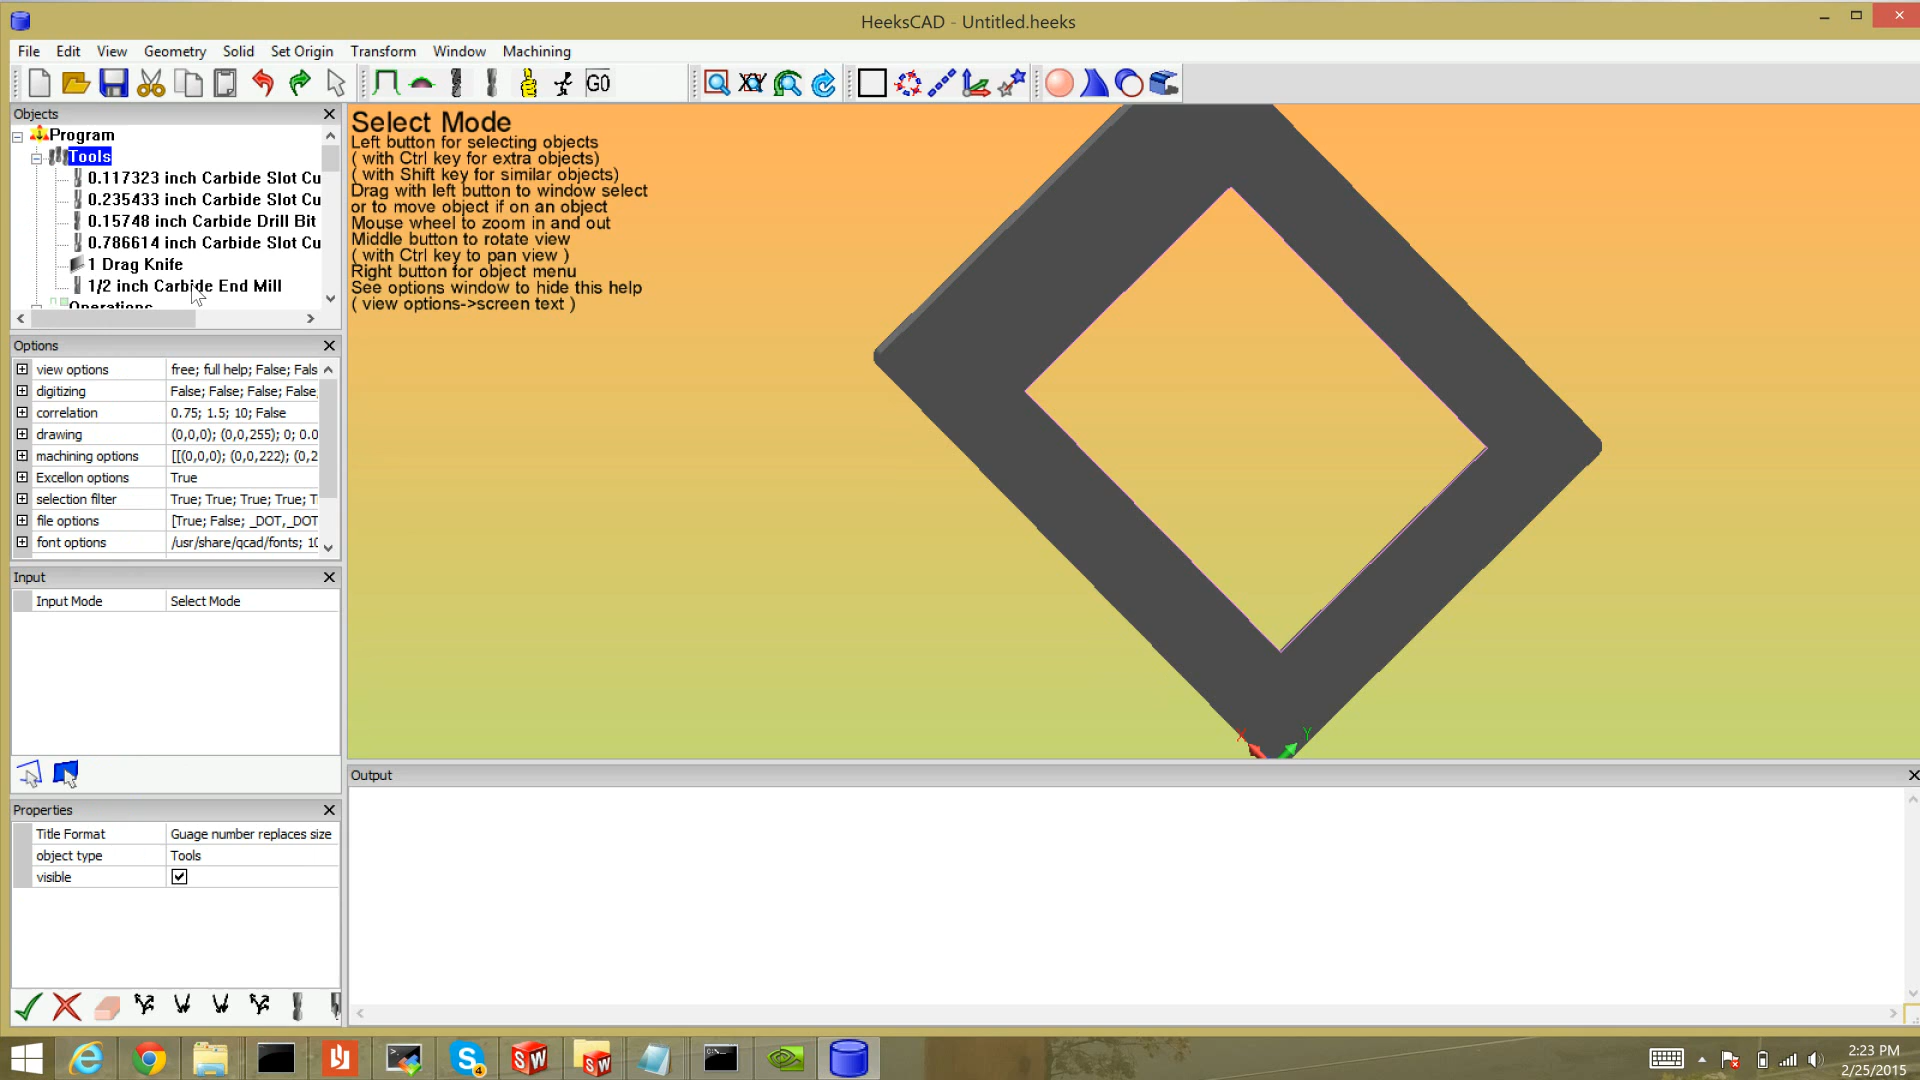 HeeksCAD - Untitled.heeks
File Edit View Geometry Solid Set Origin Transform Window Machining
G0
Objects
Program
Tools
0.117323 inch Carbide Slot Cu
0.235433 inch Carbide Slot Cu
0.15748 inch Carbide Drill Bit
0.786614 inch Carbide Slot Cu
1 Drag Knife
1/2 inch Carbide End Mill
Operations
Select Mode
Left button for selecting objects
( with Ctrl key for extra objects)
( with Shift key for similar objects)
Drag with left button to window select
or to move object if on an object
Mouse wheel to zoom in and out
Middle button to rotate view
( with Ctrl key to pan view )
Right button for object menu
See options window to hide this help
( view options->screen text )
Options
view options free; full help; False; Fals
digitizing False; False; False; False;
correlation 0.75; 1.5; 10; False
drawing (0,0,0); (0,0,255); 0; 0.0
machining options [[(0,0,0); (0,0,222); (0,2
Excellon options True
selection filter True; True; True; True; T
file options [True; False; _DOT,_DOT
font options /usr/share/qcad/fonts; 10
Input
Input Mode Select Mode
X Y
Properties
Title Format Guage number replaces size
object type Tools
visible
Output
4
2:23 PM
2/25/2015